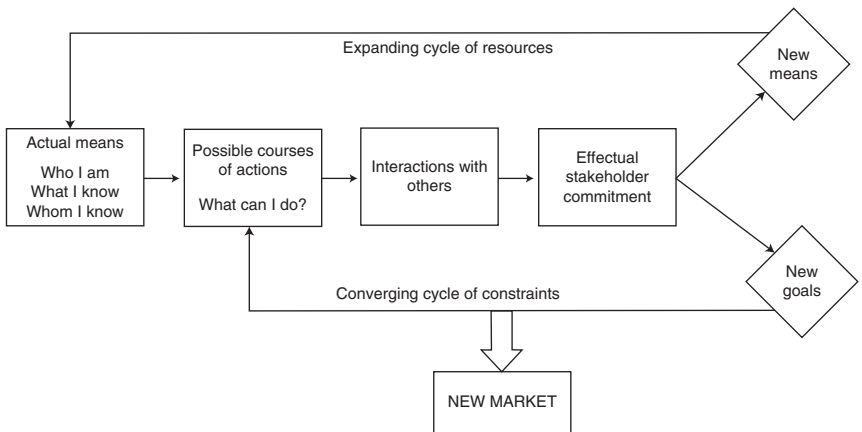 Expanding cycle of resources
New
means
Actual means
Who I am
What I know
Whom I know
Possible courses
of actions
What can I do?
Interactions with
others
Effectual
stakeholder
commitment
New
goals
Converging cycle of constraints
NEW MARKET